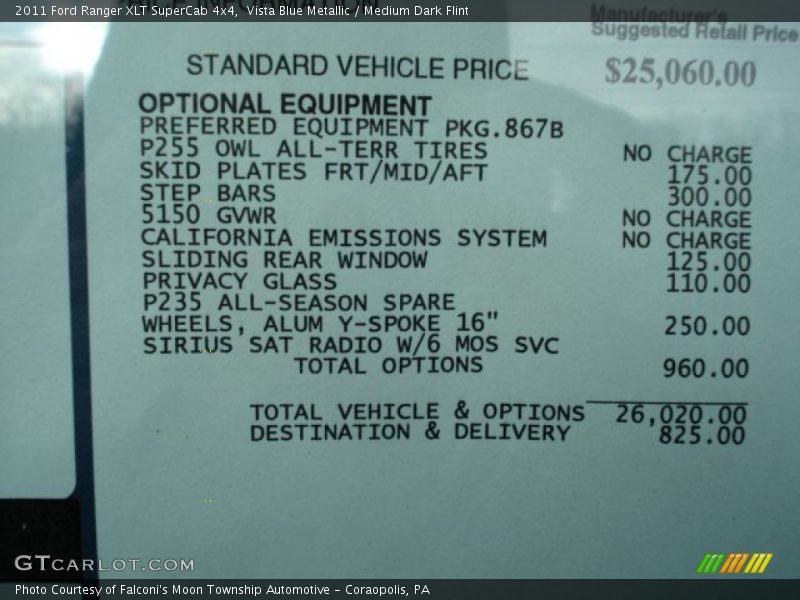 2011 Ford Ranger XLT SuperCab 4x4, Vista Blue Metallic / Medium Dark Flint
PRICE INFORMATION
Manufacturer's
Suggested Retail Price
STANDARD VEHICLE PRICE $25,060.00
OPTIONAL EQUIPMENT
PREFERRED EQUIPMENT PKG.867B
P255 OWL ALL-TERR TIRES NO CHARGE
SKID PLATES FRT/MID/AFT 175.00
STEP BARS 300.00
5150 GVWR NO CHARGE
CALIFORNIA EMISSIONS SYSTEM NO CHARGE
SLIDING REAR WINDOW 125.00
PRIVACY GLASS 110.00
P235 ALL-SEASON SPARE
WHEELS, ALUM Y-SPOKE 16" 250.00
SIRIUS SAT RADIO W/6 MOS SVC
TOTAL OPTIONS 960.00
TOTAL VEHICLE & OPTIONS 26,020.00
DESTINATION & DELIVERY 825.00
GTCARLOT.COM
Photo Courtesy of Falconi's Moon Township Automotive - Coraopolis, PA